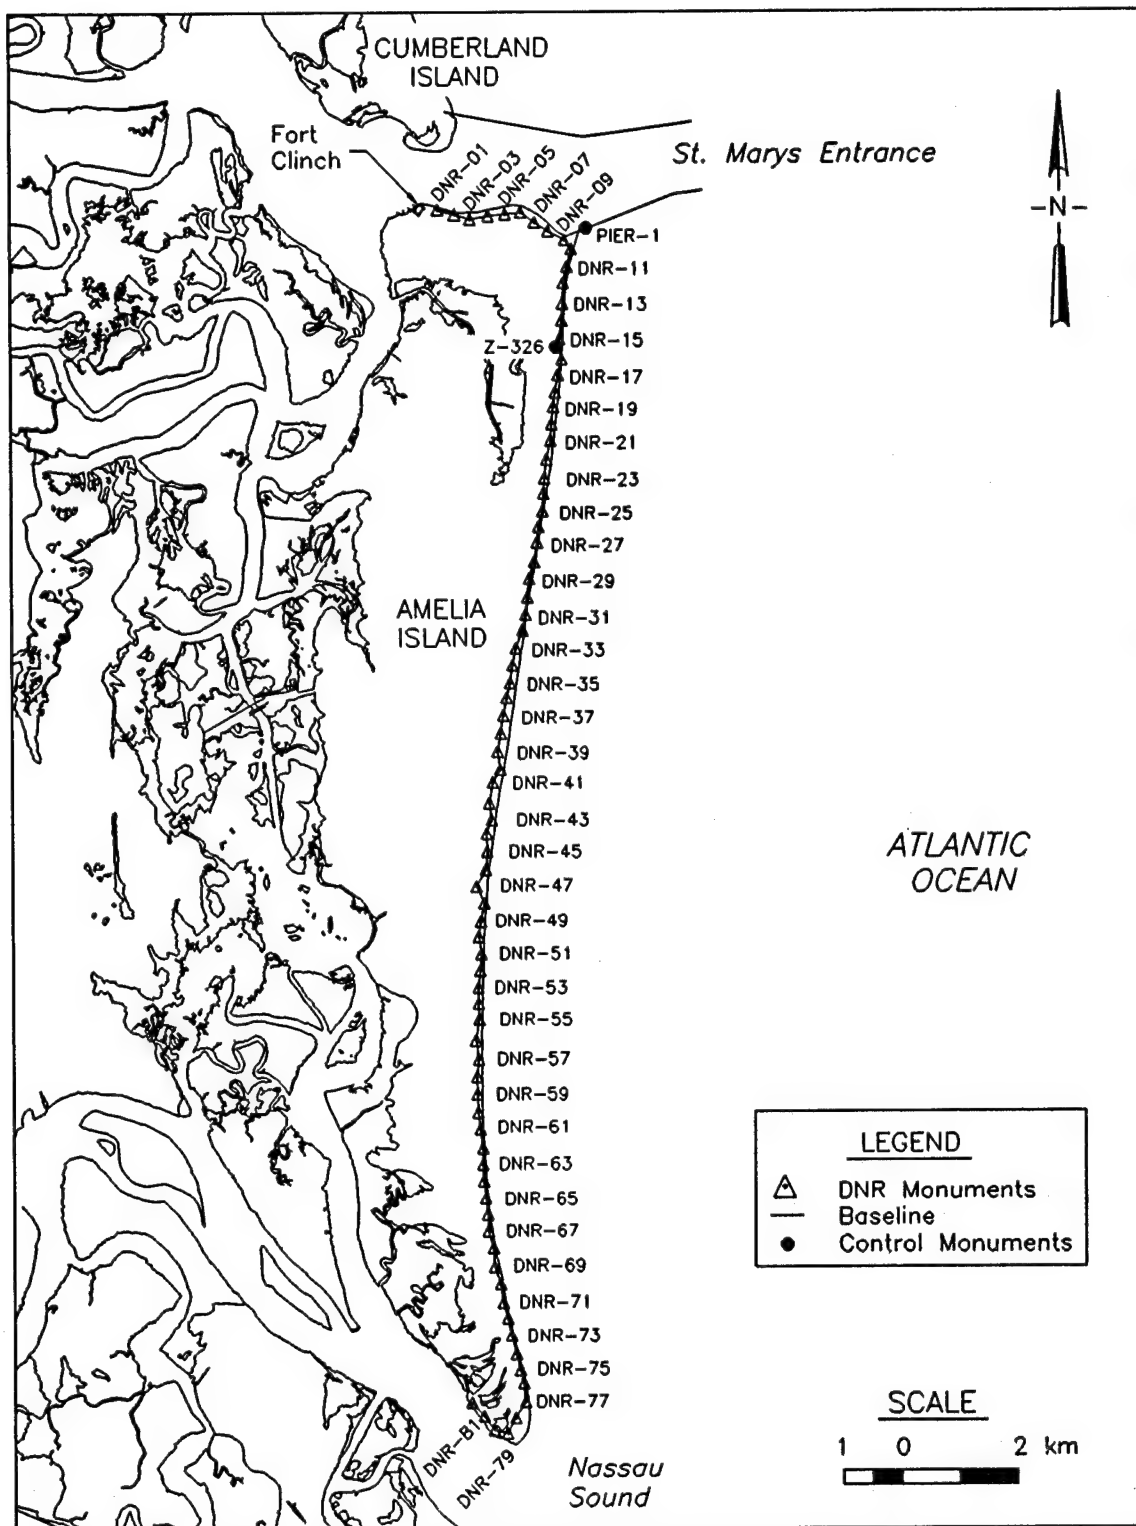 CUMBERLAND
ISLAND
Fort
Clinch
DNR-01
DNR-03
DNR-05
DNR-07
DNR-09
St. Marys Entrance
N
PIER-1
DNR-11
DNR-13
Z-326
DNR-15
DNR-17
DNR-19
DNR-21
DNR-23
DNR-25
DNR-27
DNR-29
AMELIA
ISLAND
DNR-31
DNR-33
DNR-35
DNR-37
DNR-39
DNR-41
DNR-43
DNR-45
DNR-47
ATLANTIC
OCEAN
DNR-49
DNR-51
DNR-53
DNR-55
DNR-57
DNR-59
DNR-61
DNR-63
DNR-65
DNR-67
DNR-69
DNR-71
DNR-73
DNR-75
DNR-77
DNR-79
DNR-B1
LEGEND
DNR Monuments
Baseline
Control Monuments
SCALE
1 0 2 km
Nassau
Sound